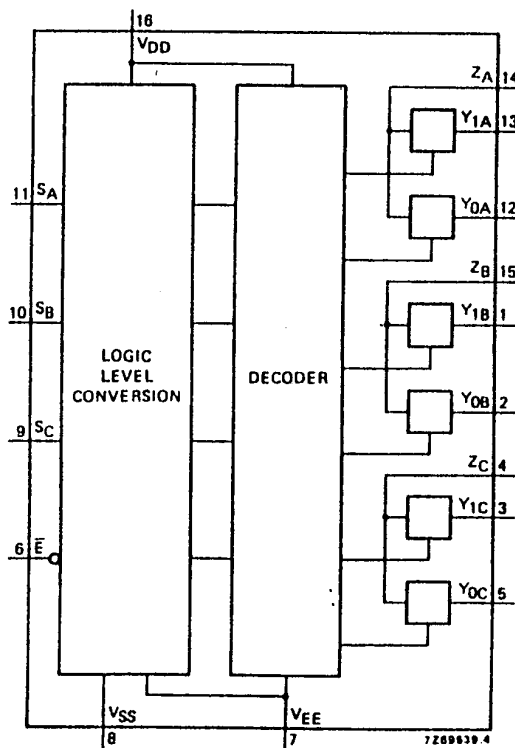 16
VDD
ZA 14
Y1A 13
11 SA
Y0A 12
ZB 15
10 SB
Y1B 1
LOGIC
LEVEL
CONVERSION
DECODER
Y0B 2
9 SC
ZC 4
Y1C 3
6 E̅
Y0C 5
VSS
8
VEE
7
7Z69639.4